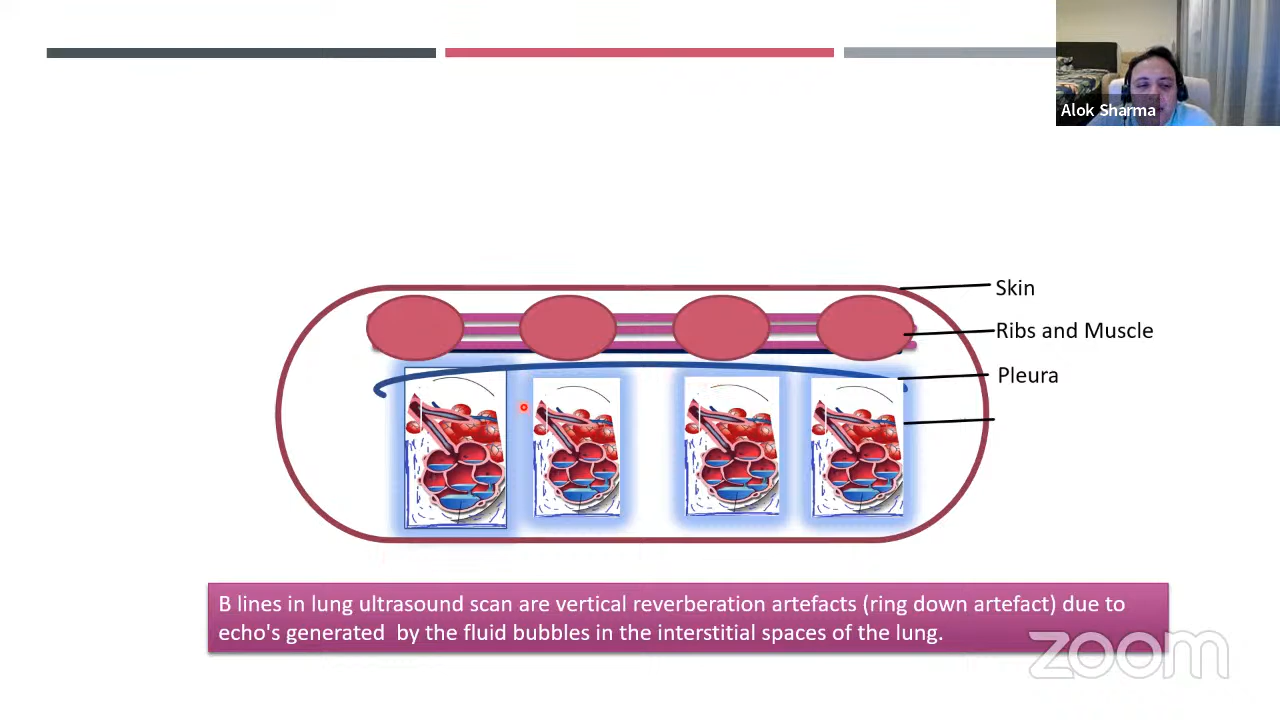 Alok Sharma
Skin
Ribs and Muscle
Pleura
B lines in lung ultrasound scan are vertical reverberation artefacts (ring down artefact) due to
echo's generated by the fluid bubbles in the interstitial spaces of the lung.
zoom